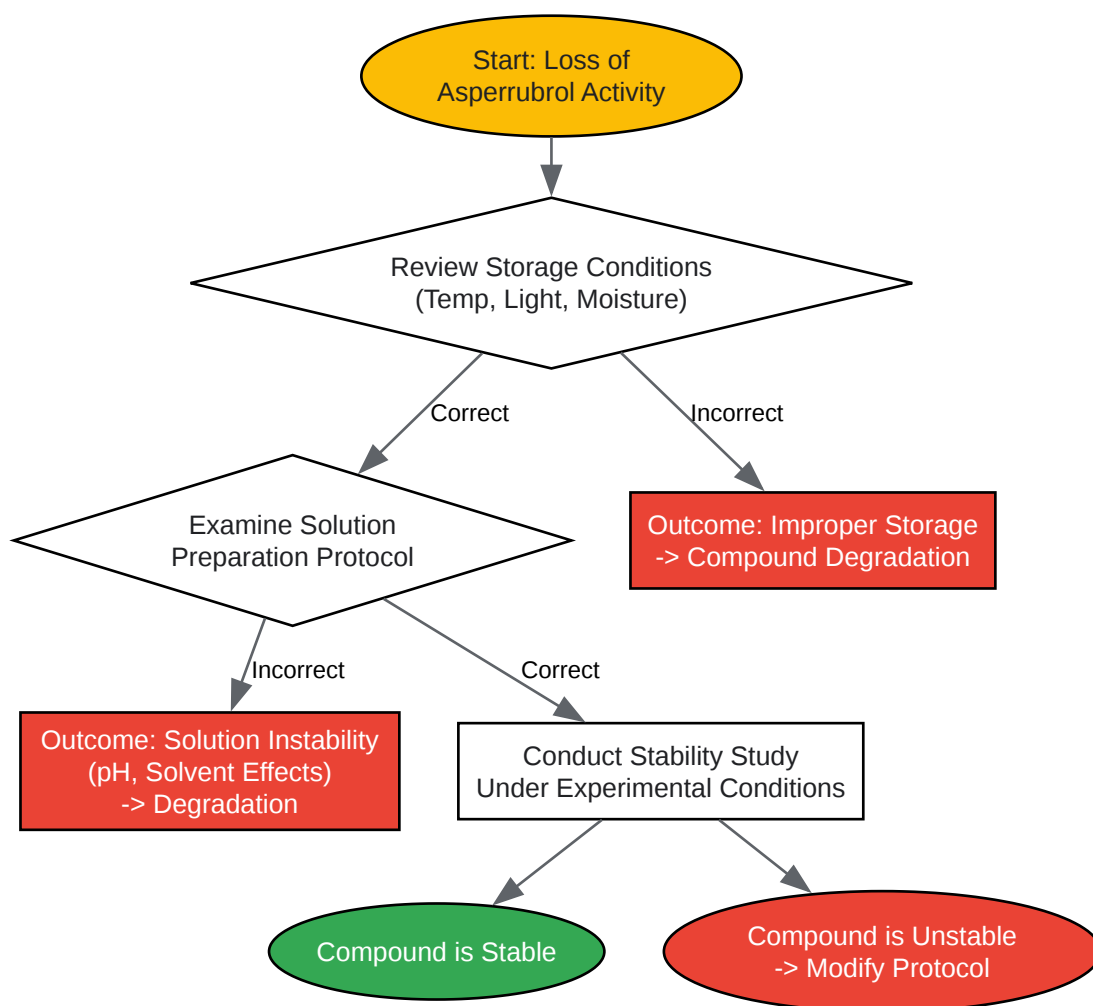 Start: Loss of
Asperrubrol Activity
Review Storage Conditions
(Temp, Light, Moisture)
Correct
Incorrect
Examine Solution
Preparation Protocol
Outcome: Improper Storage
-> Compound Degradation
Incorrect
Correct
Outcome: Solution Instability
(pH, Solvent Effects)
-> Degradation
Conduct Stability Study
Under Experimental Conditions
Compound is Stable
Compound is Unstable
-> Modify Protocol